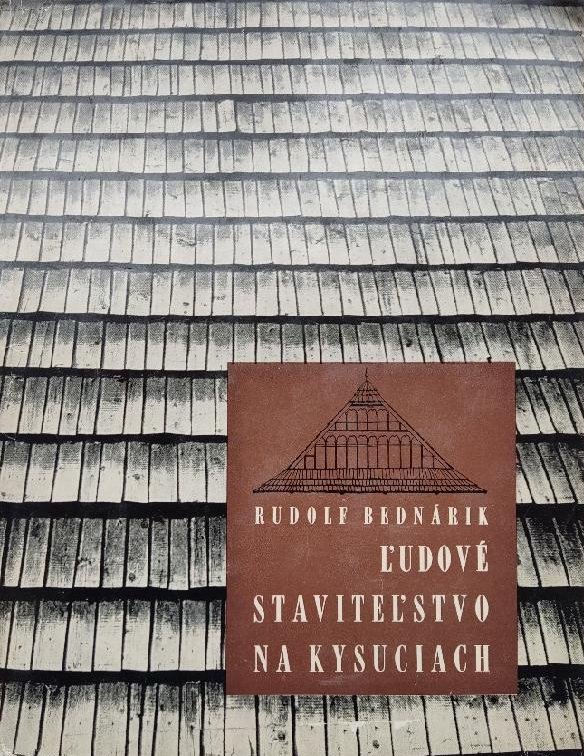 RUDOLF BEDNÁRIK
ĽUDOVÉ
STAVITEĽSTVO
NA KYSUCIACH